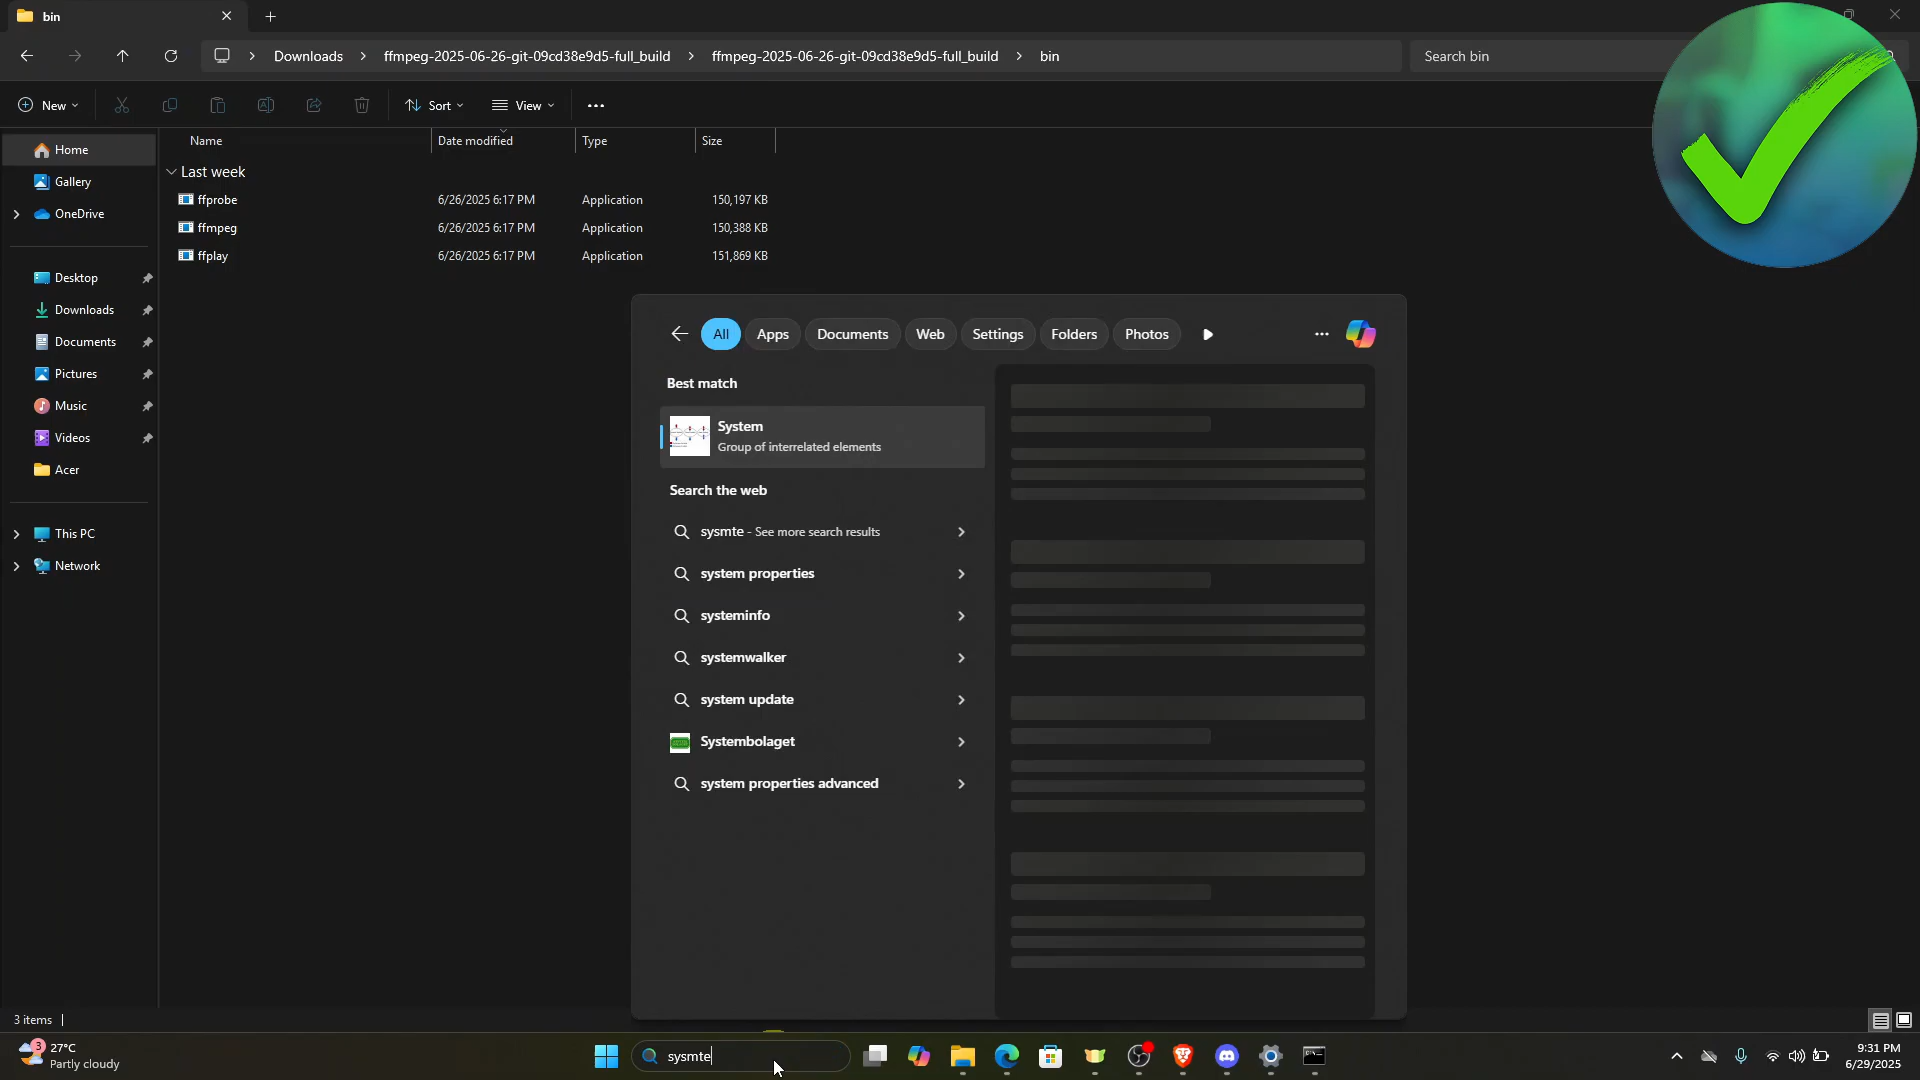 bin
Downloads > ffmpeg-2025-06-26-git-09cd38e9d5-full_build > ffmpeg-2025-06-26-git-09cd38e9d5-full_build > bin
Search bin
New
Sort
View
Name Date modified Type Size
Home
Gallery
OneDrive
Desktop
Downloads
Documents
Pictures
Music
Videos
Acer
This PC
Network
Last week
ffprobe 6/26/2025 6:17 PM Application 150,197 KB
ffmpeg 6/26/2025 6:17 PM Application 150,388 KB
ffplay 6/26/2025 6:17 PM Application 151,869 KB
All Apps Documents Web Settings Folders Photos
Best match
System
Group of interrelated elements
Search the web
sysmte - See more search results
system properties
systeminfo
systemwalker
system update
Systembolaget
system properties advanced
3 items
3
27°C
Partly cloudy
sysmte
9:31 PM
6/29/2025